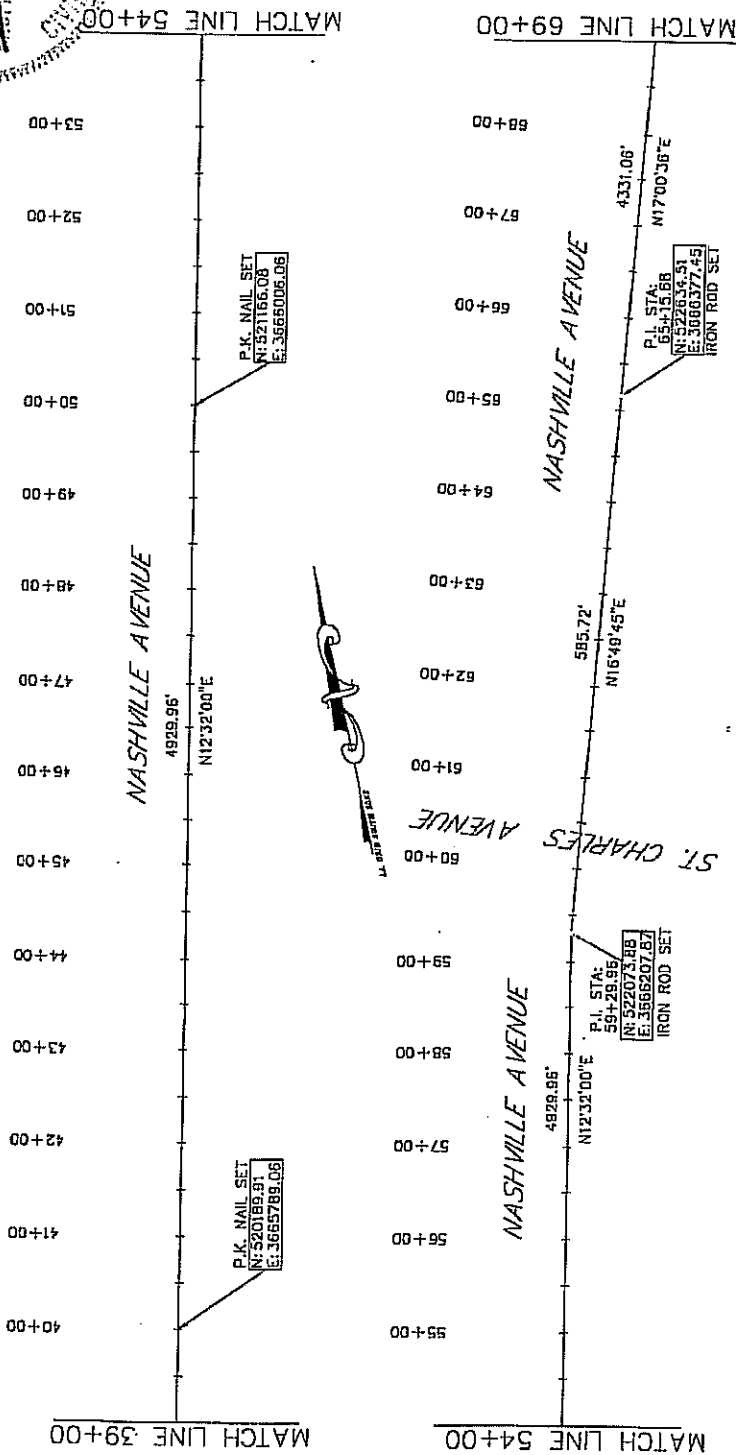 MATCH LINE 54+00
53+00
52+00
51+00
50+00
49+00
48+00
47+00
46+00
45+00
44+00
43+00
42+00
41+00
40+00
MATCH LINE 39+00
P.K. NAIL SET
N:521166.08
E:3666006.06
NASHVILLE AVENUE
4929.96'
N12°32'00"E
P.K. NAIL SET
N:520189.91
E:3665789.06
LA GRID SOUTH ZONE
MATCH LINE 69+00
68+00
67+00
66+00
65+00
64+00
63+00
62+00
61+00
60+00
59+00
58+00
57+00
56+00
55+00
MATCH LINE 54+00
4331.06'
N17°00'36"E
NASHVILLE AVENUE
P.I. STA:
65+15.68
N:522634.51
E:3666377.45
IRON ROD SET
585.72'
N16°49'45"E
ST. CHARLES AVENUE
P.I. STA:
59+29.96
N:522073.88
E:3666207.87
IRON ROD SET
NASHVILLE AVENUE
4929.96'
N12°32'00"E